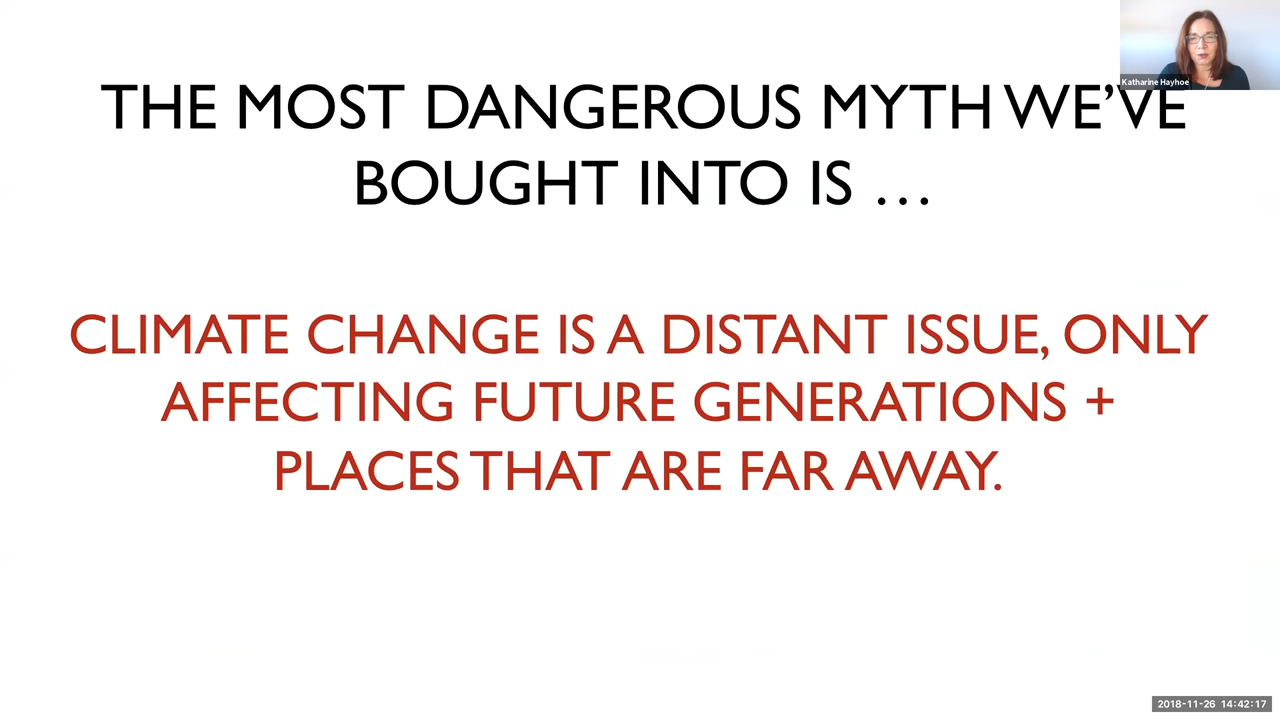 Katharine Hayhoe
THE MOST DANGEROUS MYTH WE'VE
BOUGHT INTO IS …
CLIMATE CHANGE IS A DISTANT ISSUE, ONLY
AFFECTING FUTURE GENERATIONS +
PLACES THAT ARE FAR AWAY.
2018-11-26 14:42:17